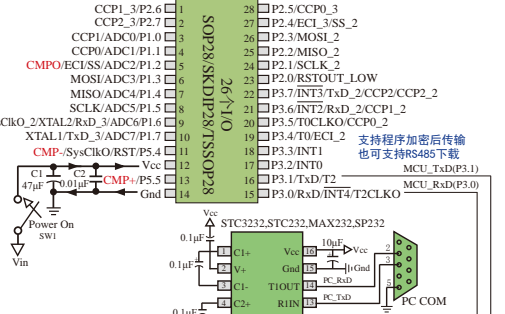 CCP1_3/P2.6 1 28 P2.5/CCP0_3
CCP2_3/P2.7 2 27 P2.4/ECI_3/SS_2
CCP1/ADC0/P1.0 3 26 P2.3/MOSI_2
CCP0/ADC1/P1.1 4 25 P2.2/MISO_2
CMPO/ECI/SS/ADC2/P1.2 5 24 P2.1/SCLK_2
MOSI/ADC3/P1.3 6 23 P2.0/RSTOUT_LOW
MISO/ADC4/P1.4 7 22 P3.7/INT3/TxD_2/CCP2/CCP2_2
SCLK/ADC5/P1.5 8 21 P3.6/INT2/RxD_2/CCP1_2
ClkO_2/XTAL2/RxD_3/ADC6/P1.6 9 20 P3.5/T0CLKO/CCP0_2
XTAL1/TxD_3/ADC7/P1.7 10 19 P3.4/T0/ECI_2
CMP-/SysClkO/RST/P5.4 11 18 P3.3/INT1
Vcc 12 17 P3.2/INT0
CMP+/P5.5 13 16 P3.1/TxD/T2
Gnd 14 15 P3.0/RxD/INT4/T2CLKO
SOP28/SKDIP28/TSSOP28
26个I/O
支持程序加密后传输
也可支持RS485下载
MCU_TxD(P3.1)
MCU_RxD(P3.0)
C1
47μF
C2
0.01μF
Power On
SW1
Vin
Vcc
STC3232,STC232,MAX232,SP232
0.1μF
0.1μF
0.1μF
1 C1+ Vcc 16
2 V+ Gnd 15
3 C1- T1OUT 14
4 C2+ R1IN 13
10μF
Vcc
Gnd
PC_RxD
PC_TxD
2
3
5
PC COM